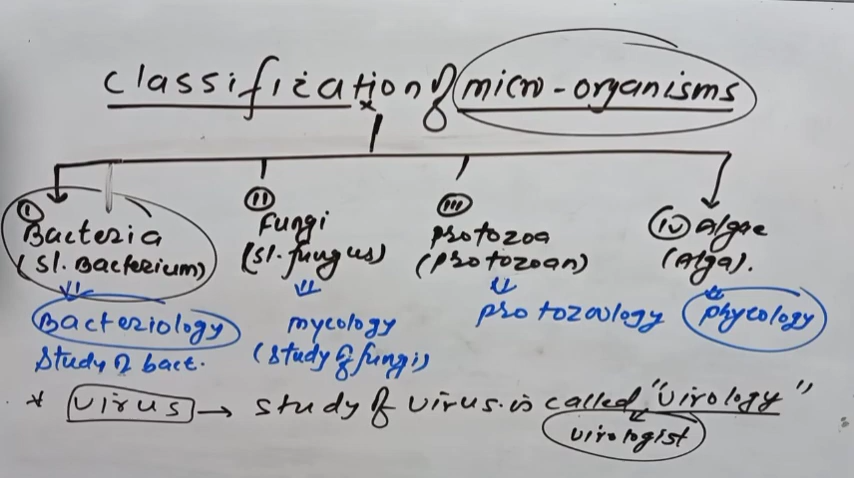 classification of micro-organisms
(i) Bacteria
(Sl. Bacterium)
Bacteriology
Study of bact.
(ii) Fungi
(Sl. fungus)
mycology
(study of fungi)
(iii) protozoa
(protozoan)
protozoology
(iv) Algae
(Alga).
phycology
* virus → study of virus is called "virology"
virologist